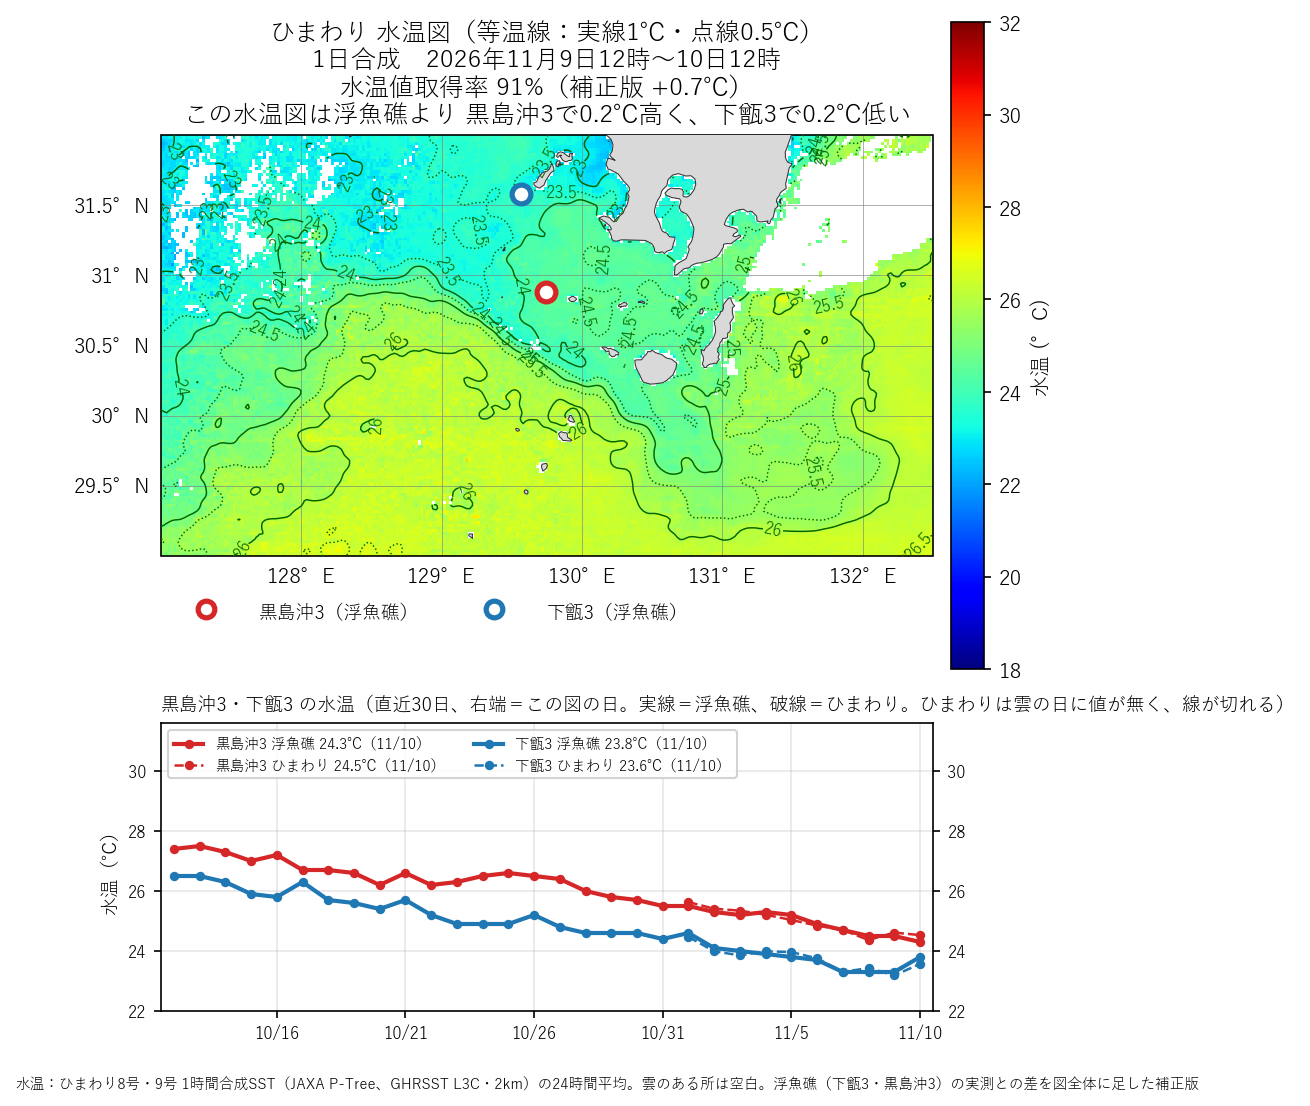 ひまわり 水温図（等温線：実線1°C・点線0.5°C）
1日合成　2026年11月9日12時～10日12時
水温値取得率 91%（補正版 +0.7°C）
この水温図は浮魚礁より 黒島沖3で0.2°C高く、下甑3で0.2°C低い
31.5° N
31° N
30.5° N
30° N
29.5° N
128° E
129° E
130° E
131° E
132° E
32
30
28
26
24
22
20
18
水温（° C）
黒島沖3（浮魚礁）
下甑3（浮魚礁）
黒島沖3・下甑3 の水温（直近30日、右端＝この図の日。実線＝浮魚礁、破線＝ひまわり。ひまわりは雲の日に値が無く、線が切れる）
黒島沖3 浮魚礁 24.3°C（11/10）
黒島沖3 ひまわり 24.5°C（11/10）
下甑3 浮魚礁 23.8°C（11/10）
下甑3 ひまわり 23.6°C（11/10）
水温（°C）
30
28
26
24
22
30
28
26
24
22
10/16
10/21
10/26
10/31
11/5
11/10
水温：ひまわり8号・9号 1時間合成SST（JAXA P-Tree、GHRSST L3C・2km）の24時間平均。雲のある所は空白。浮魚礁（下甑3・黒島沖3）の実測との差を図全体に足した補正版